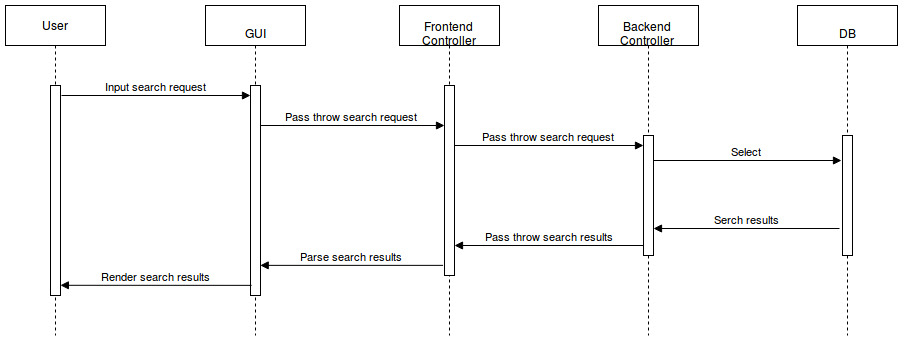 User
GUI
Frontend
Controller
Backend
Controller
DB
Input search request
Pass throw search request
Pass throw search request
Select
Serch results
Pass throw search results
Parse search results
Render search results